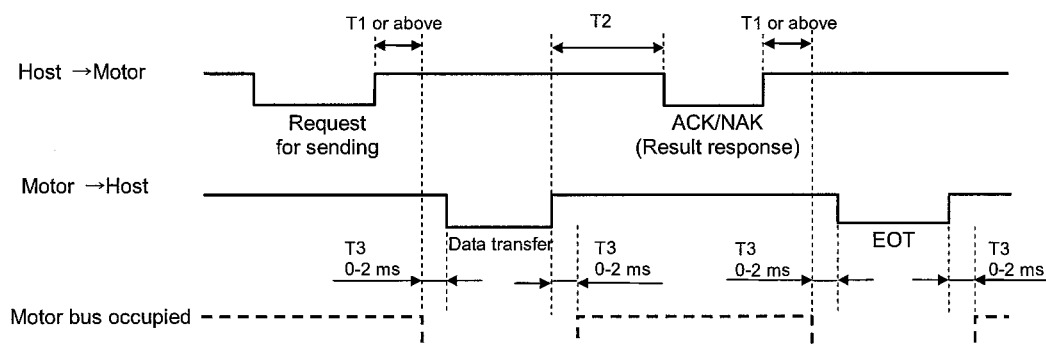 T1 or above
T2
T1 or above
Host →Motor
Request
for sending
ACK/NAK
(Result response)
Motor →Host
Data transfer
EOT
T3
0-2 ms
T3
0-2 ms
T3
0-2 ms
T3
0-2 ms
Motor bus occupied